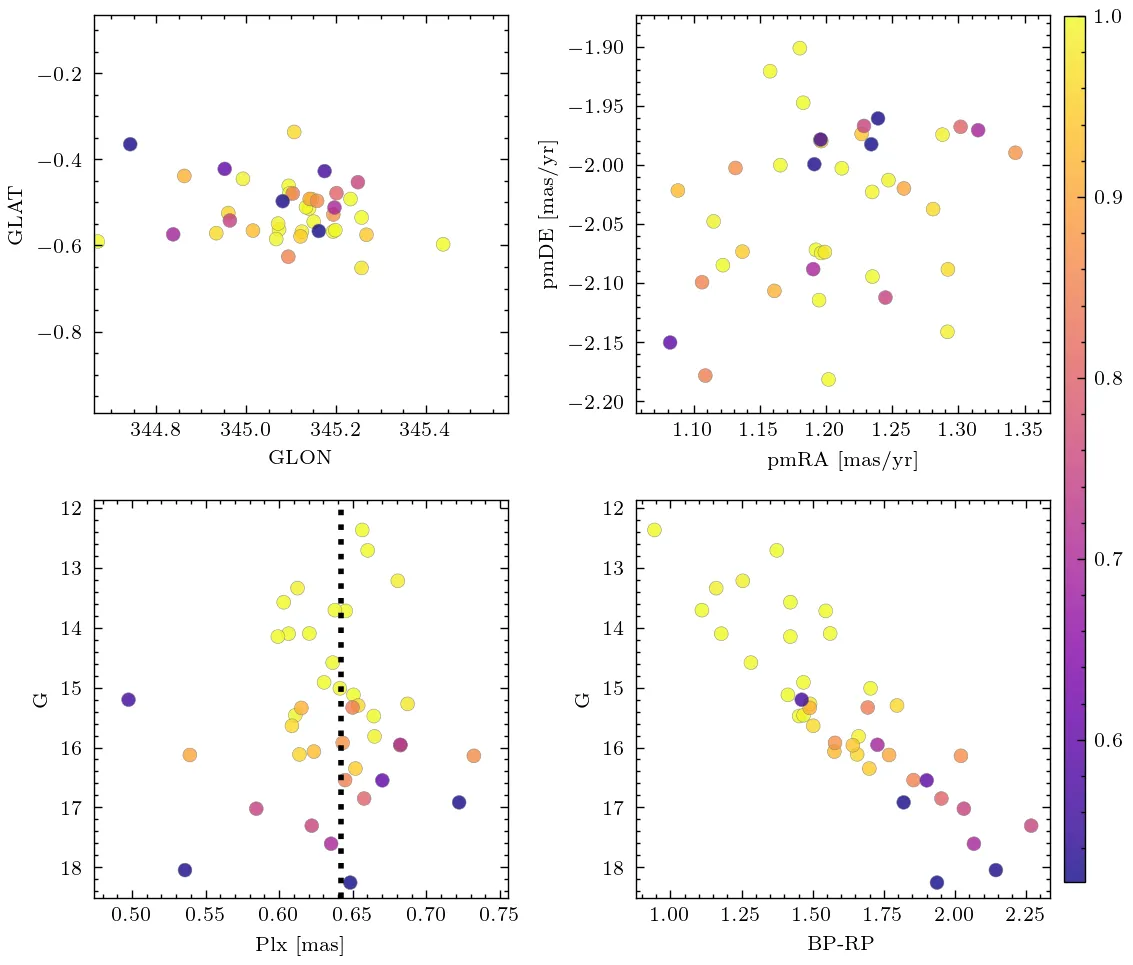 −0.2
−0.4
−0.6
−0.8
GLAT
344.8 345.0 345.2 345.4
GLON
−1.90
−1.95
−2.00
−2.05
−2.10
−2.15
−2.20
pmDE [mas/yr]
1.10 1.15 1.20 1.25 1.30 1.35
pmRA [mas/yr]
1.0
0.9
0.8
0.7
0.6
12
13
14
15
16
17
18
G
0.50 0.55 0.60 0.65 0.70 0.75
Plx [mas]
12
13
14
15
16
17
18
G
1.00 1.25 1.50 1.75 2.00 2.25
BP-RP